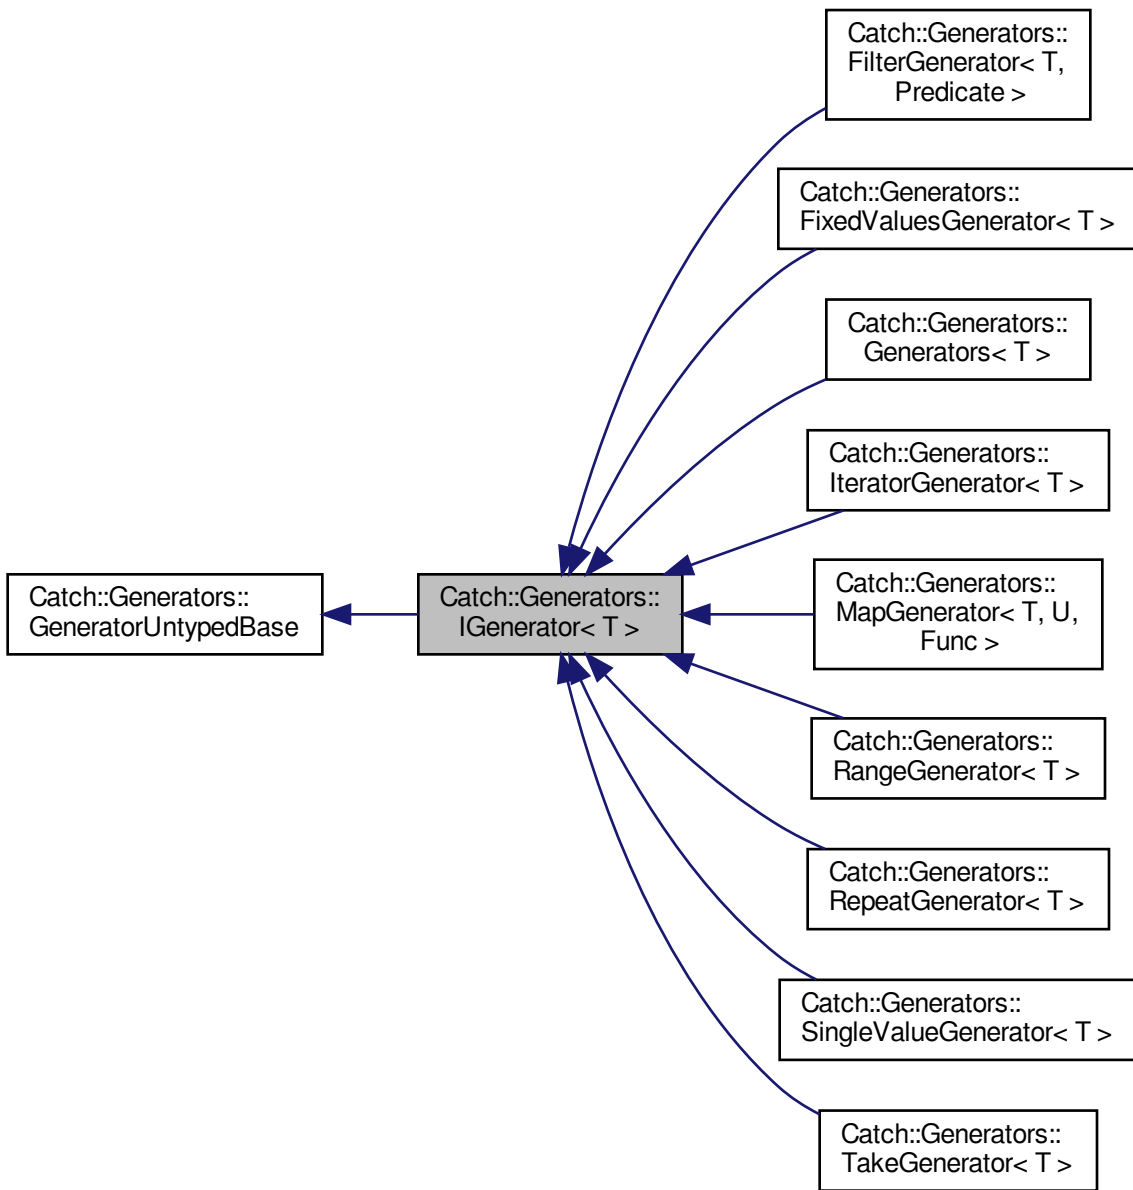 Catch::Generators::
FilterGenerator< T,
Predicate >
Catch::Generators::
FixedValuesGenerator< T >
Catch::Generators::
Generators< T >
Catch::Generators::
IteratorGenerator< T >
Catch::Generators::
GeneratorUntypedBase
Catch::Generators::
IGenerator< T >
Catch::Generators::
MapGenerator< T, U,
Func >
Catch::Generators::
RangeGenerator< T >
Catch::Generators::
RepeatGenerator< T >
Catch::Generators::
SingleValueGenerator< T >
Catch::Generators::
TakeGenerator< T >